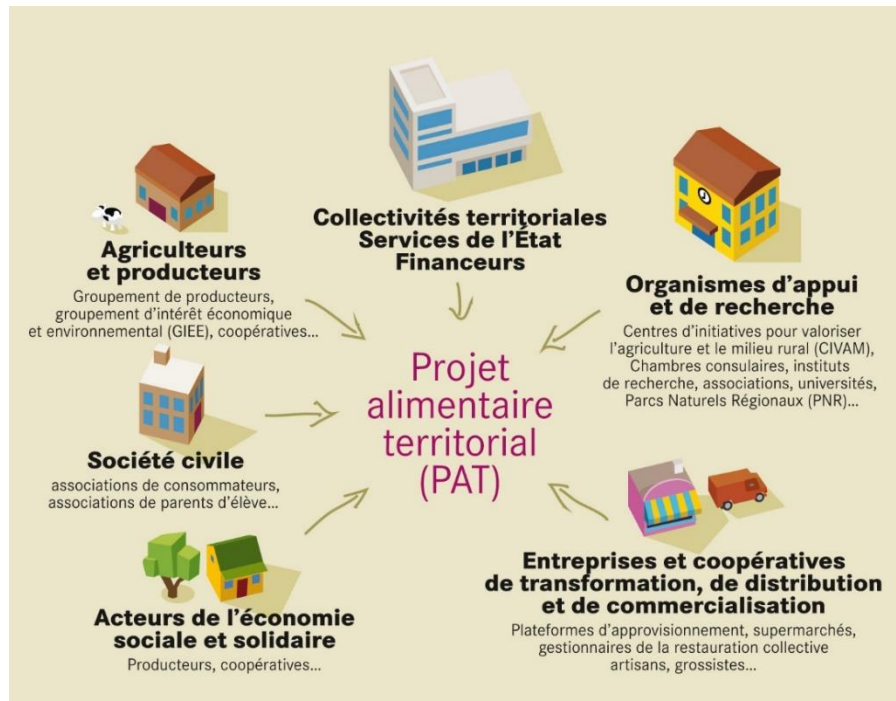 Collectivités territoriales
Services de l'État
Financeurs
Agriculteurs
et producteurs
Groupement de producteurs,
groupement d'intérêt économique
et environnemental (GIEE), coopératives...
Organismes d'appui
et de recherche
Centres d'initiatives pour valoriser
l'agriculture et le milieu rural (CIVAM),
Chambres consulaires, instituts
de recherche, associations, universités,
Parcs Naturels Régionaux (PNR)...
Projet
alimentaire
territorial
(PAT)
Société civile
associations de consommateurs,
associations de parents d'élève...
Acteurs de l'économie
sociale et solidaire
Producteurs, coopératives...
Entreprises et coopératives
de transformation, de distribution
et de commercialisation
Plateformes d'approvisionnement, supermarchés,
gestionnaires de la restauration collective
artisans, grossistes...